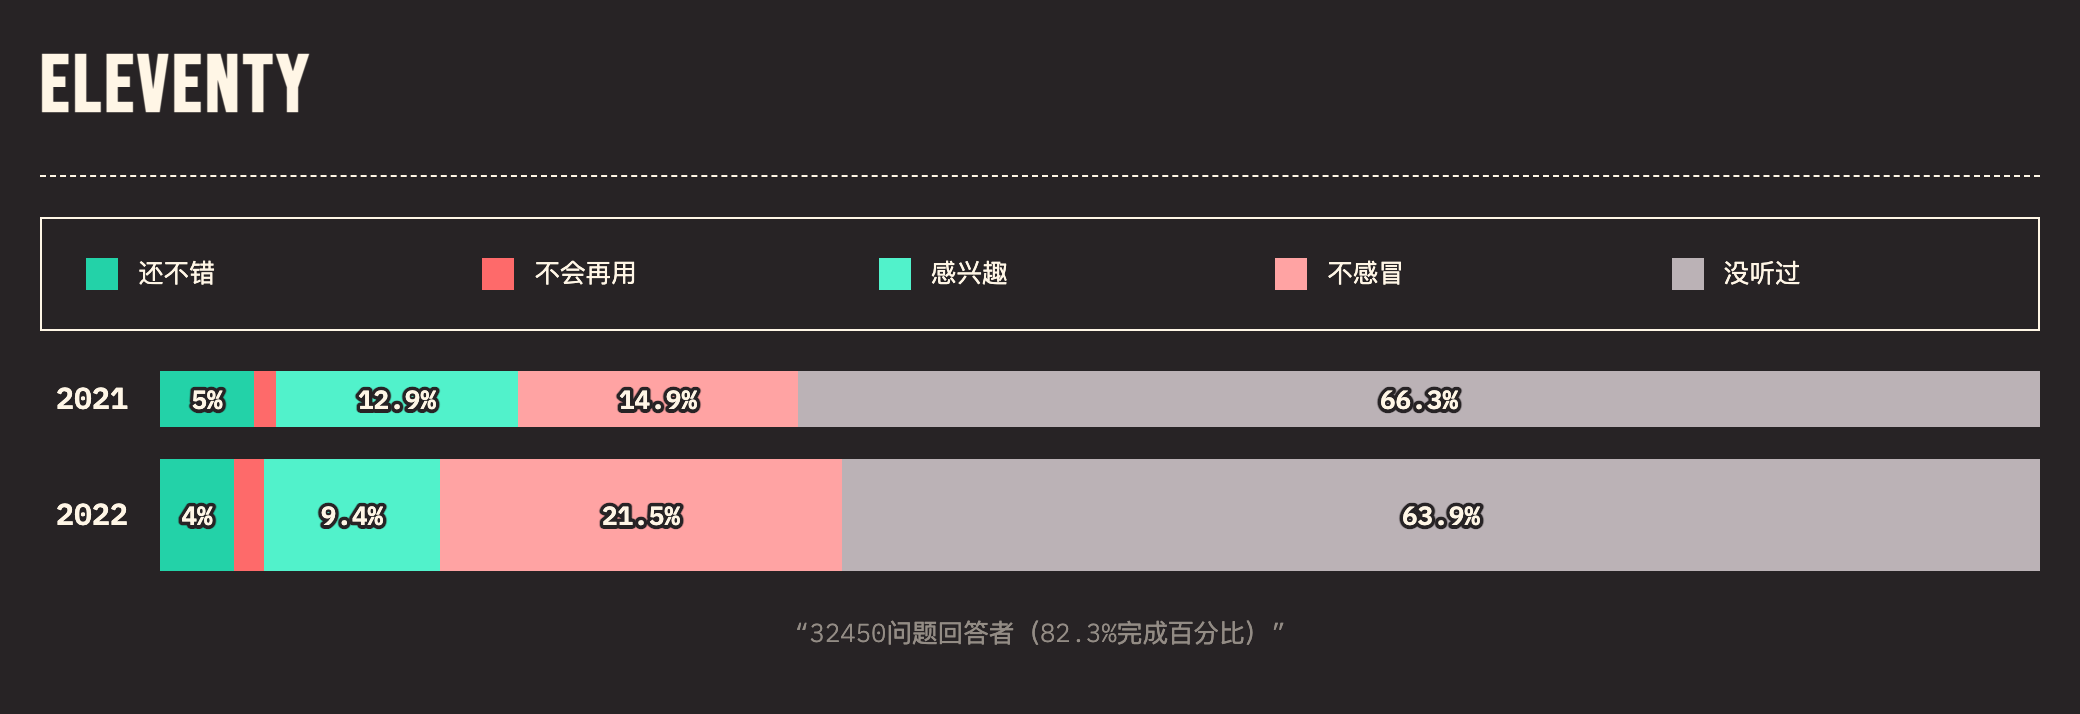 ELEVENTY
还不错 不会再用 感兴趣 不感冒 没听过
2021 5% 12.9% 14.9% 66.3%
2022 4% 9.4% 21.5% 63.9%
“32450问题回答者（82.3%完成百分比）”